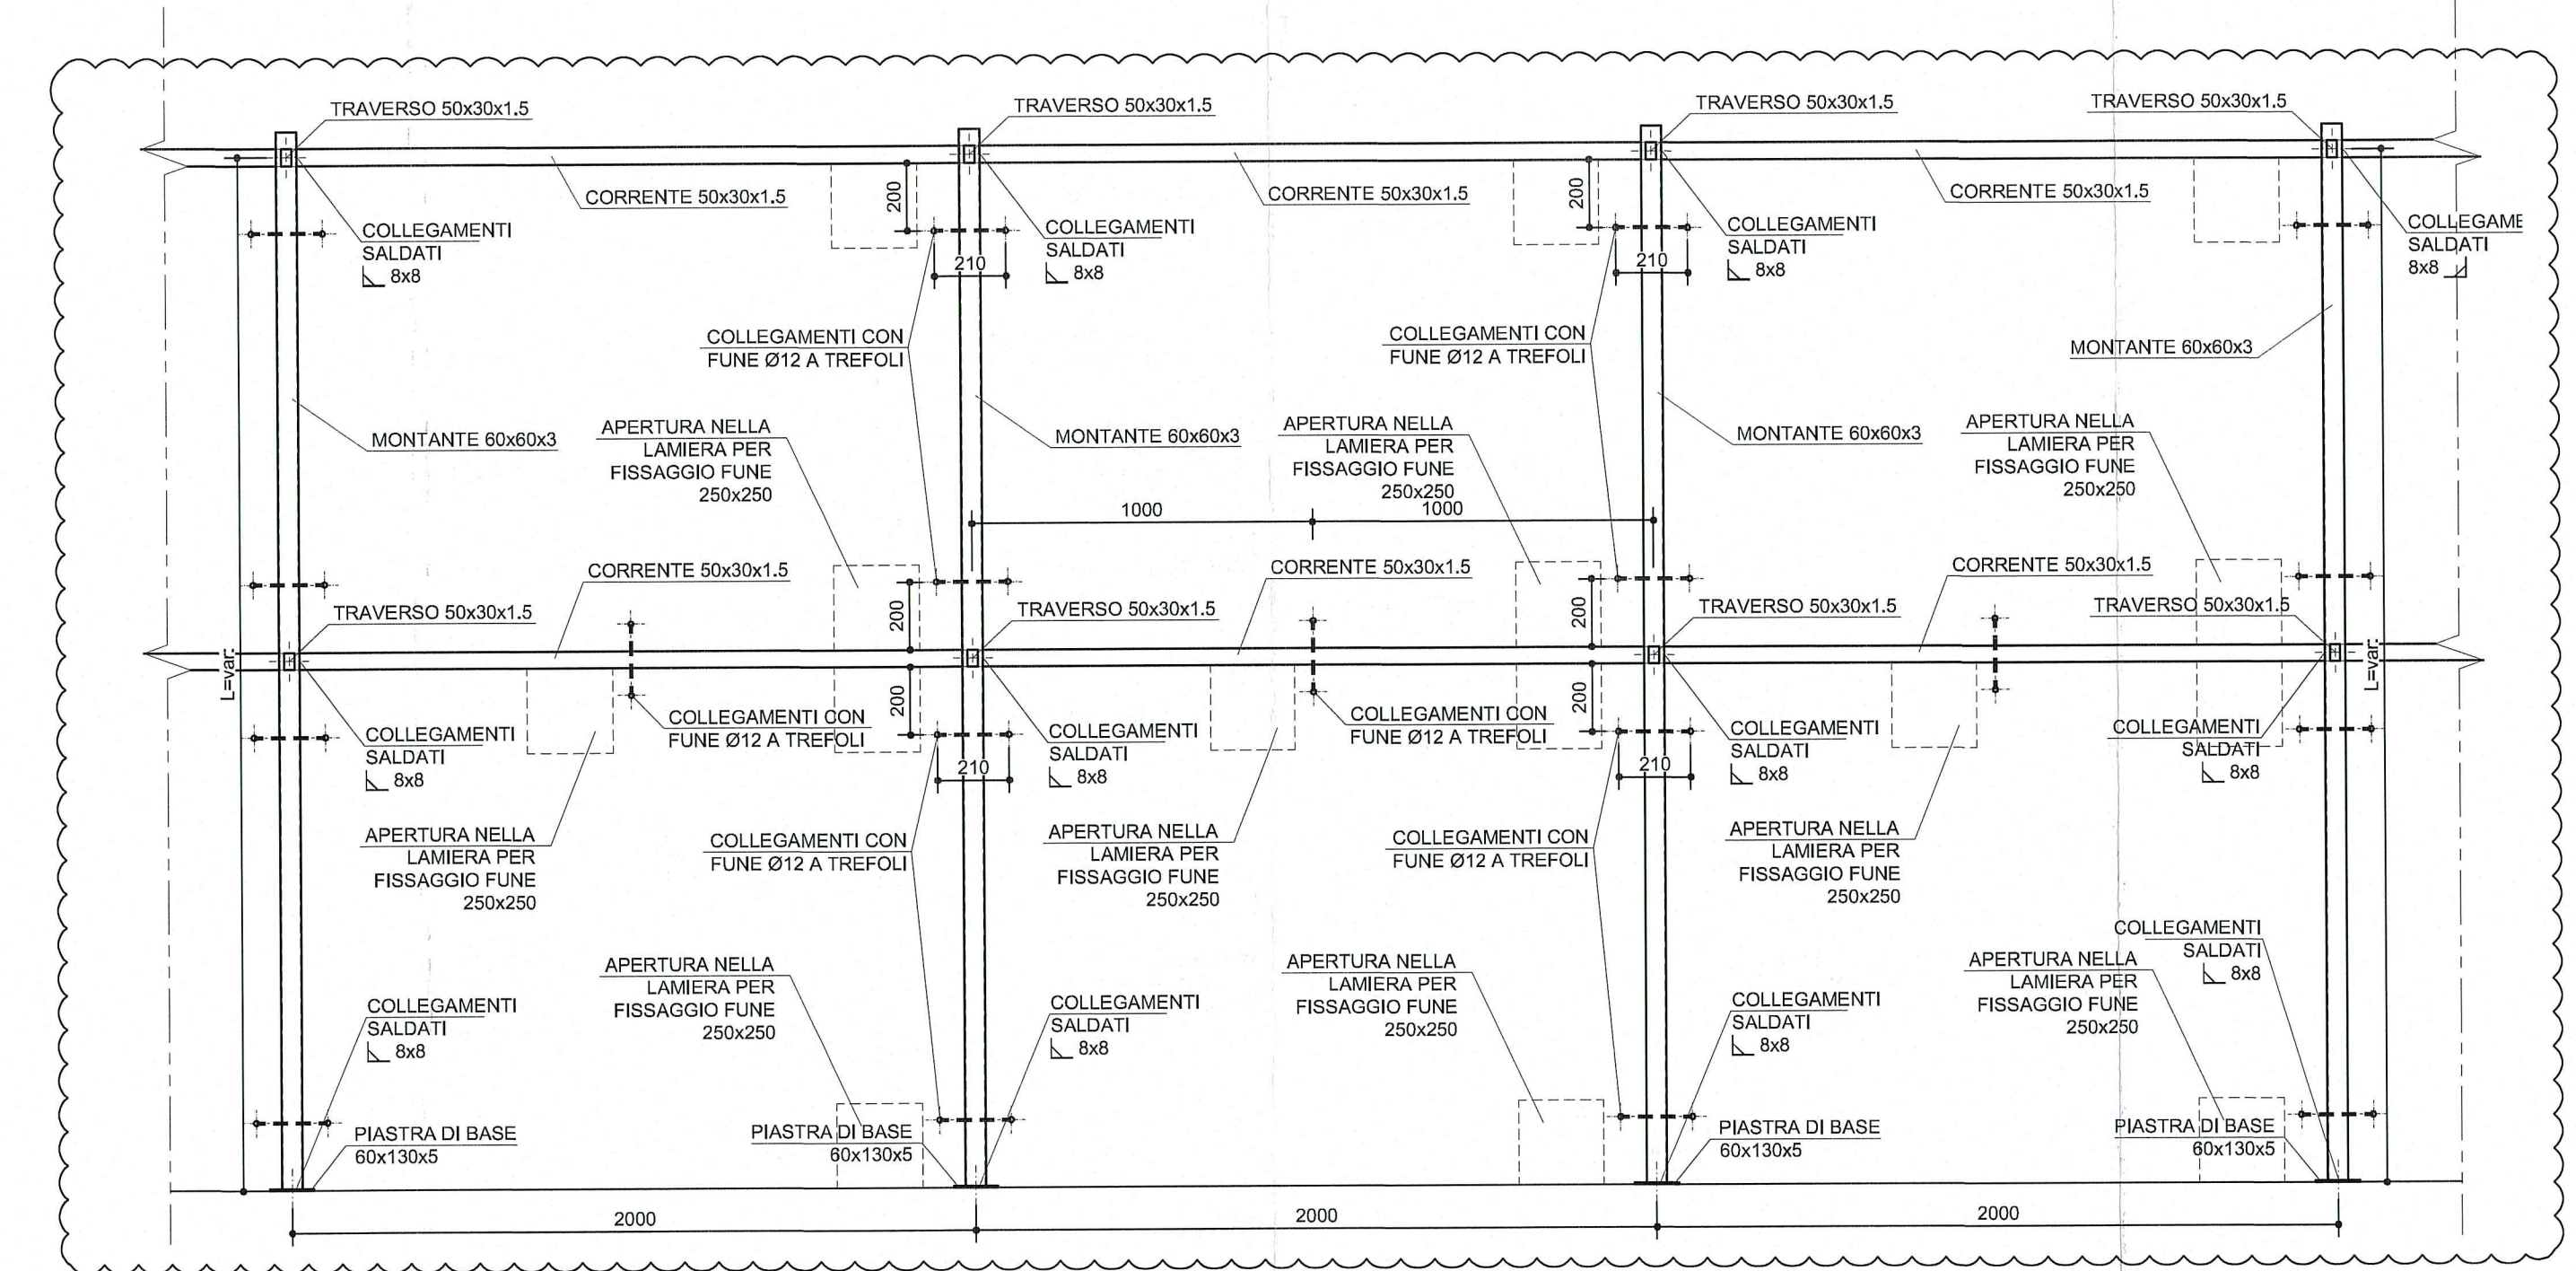 TRAVERSO 50x30x1.5
TRAVERSO 50x30x1.5
TRAVERSO 50x30x1.5
TRAVERSO 50x30x1.5
CORRENTE 50x30x1.5
200
CORRENTE 50x30x1.5
200
CORRENTE 50x30x1.5
COLLEGAMENTI
SALDATI
8x8
210
COLLEGAMENTI
SALDATI
8x8
210
COLLEGAMENTI
SALDATI
8x8
COLLEGAME
SALDATI
8x8
COLLEGAMENTI CON
FUNE Ø12 A TREFOLI
COLLEGAMENTI CON
FUNE Ø12 A TREFOLI
MONTANTE 60x60x3
MONTANTE 60x60x3
APERTURA NELLA
LAMIERA PER
FISSAGGIO FUNE
250x250
MONTANTE 60x60x3
APERTURA NELLA
LAMIERA PER
FISSAGGIO FUNE
250x250
MONTANTE 60x60x3
APERTURA NELLA
LAMIERA PER
FISSAGGIO FUNE
250x250
1000
1000
CORRENTE 50x30x1.5
CORRENTE 50x30x1.5
CORRENTE 50x30x1.5
TRAVERSO 50x30x1.5
200
TRAVERSO 50x30x1.5
200
TRAVERSO 50x30x1.5
TRAVERSO 50x30x1.5
L=var.
L=var.
200
200
COLLEGAMENTI
SALDATI
8x8
COLLEGAMENTI CON
FUNE Ø12 A TREFOLI
210
COLLEGAMENTI
SALDATI
8x8
COLLEGAMENTI CON
FUNE Ø12 A TREFOLI
210
COLLEGAMENTI
SALDATI
8x8
COLLEGAMENTI
SALDATI
8x8
APERTURA NELLA
LAMIERA PER
FISSAGGIO FUNE
250x250
COLLEGAMENTI CON
FUNE Ø12 A TREFOLI
APERTURA NELLA
LAMIERA PER
FISSAGGIO FUNE
250x250
COLLEGAMENTI CON
FUNE Ø12 A TREFOLI
APERTURA NELLA
LAMIERA PER
FISSAGGIO FUNE
250x250
COLLEGAMENTI
SALDATI
8x8
COLLEGAMENTI
SALDATI
8x8
APERTURA NELLA
LAMIERA PER
FISSAGGIO FUNE
250x250
COLLEGAMENTI
SALDATI
8x8
APERTURA NELLA
LAMIERA PER
FISSAGGIO FUNE
250x250
COLLEGAMENTI
SALDATI
8x8
APERTURA NELLA
LAMIERA PER
FISSAGGIO FUNE
250x250
PIASTRA DI BASE
60x130x5
PIASTRA DI BASE
60x130x5
PIASTRA DI BASE
60x130x5
PIASTRA DI BASE
60x130x5
2000
2000
2000